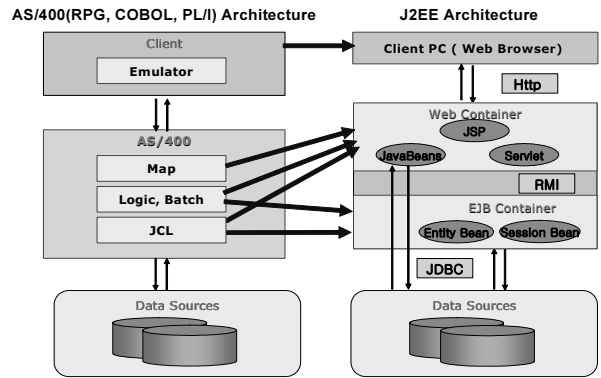 AS/400(RPG, COBOL, PL/I) Architecture
Client
Emulator
AS/400
Map
Logic, Batch
JCL
Data Sources
J2EE Architecture
Client PC ( Web Browser)
Http
Web Container
JSP
JavaBeans
Servlet
RMI
EJB Container
Entity Bean
Session Bean
JDBC
Data Sources